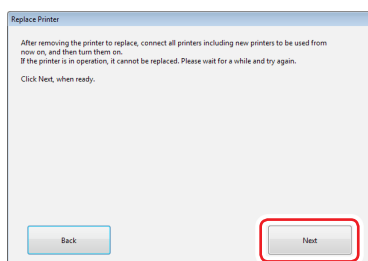 Replace Printer
After removing the printer to replace, connect all printers including new printers to be used from
now on, and then turn them on.
If the printer is in operation, it cannot be replaced. Please wait for a while and try again.
Click Next, when ready.
Back
Next